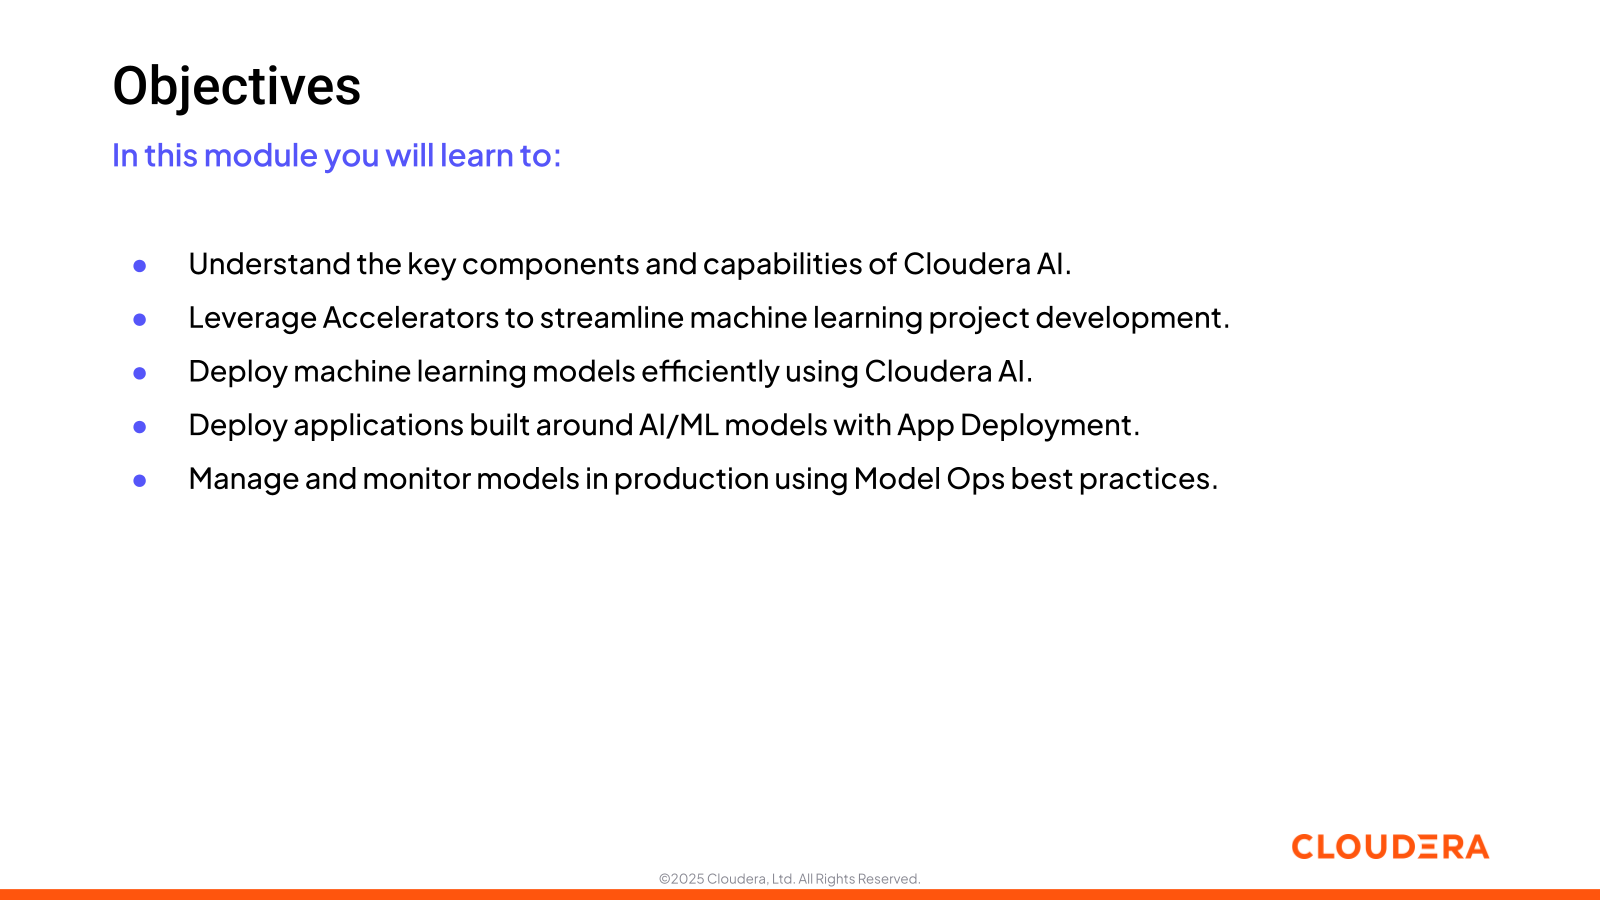 Objectives
In this module you will learn to:
● Understand the key components and capabilities of Cloudera AI.
● Leverage Accelerators to streamline machine learning project development.
● Deploy machine learning models efficiently using Cloudera AI.
● Deploy applications built around AI/ML models with App Deployment.
● Manage and monitor models in production using Model Ops best practices.
CLOUDERA
©2025 Cloudera, Ltd. All Rights Reserved.